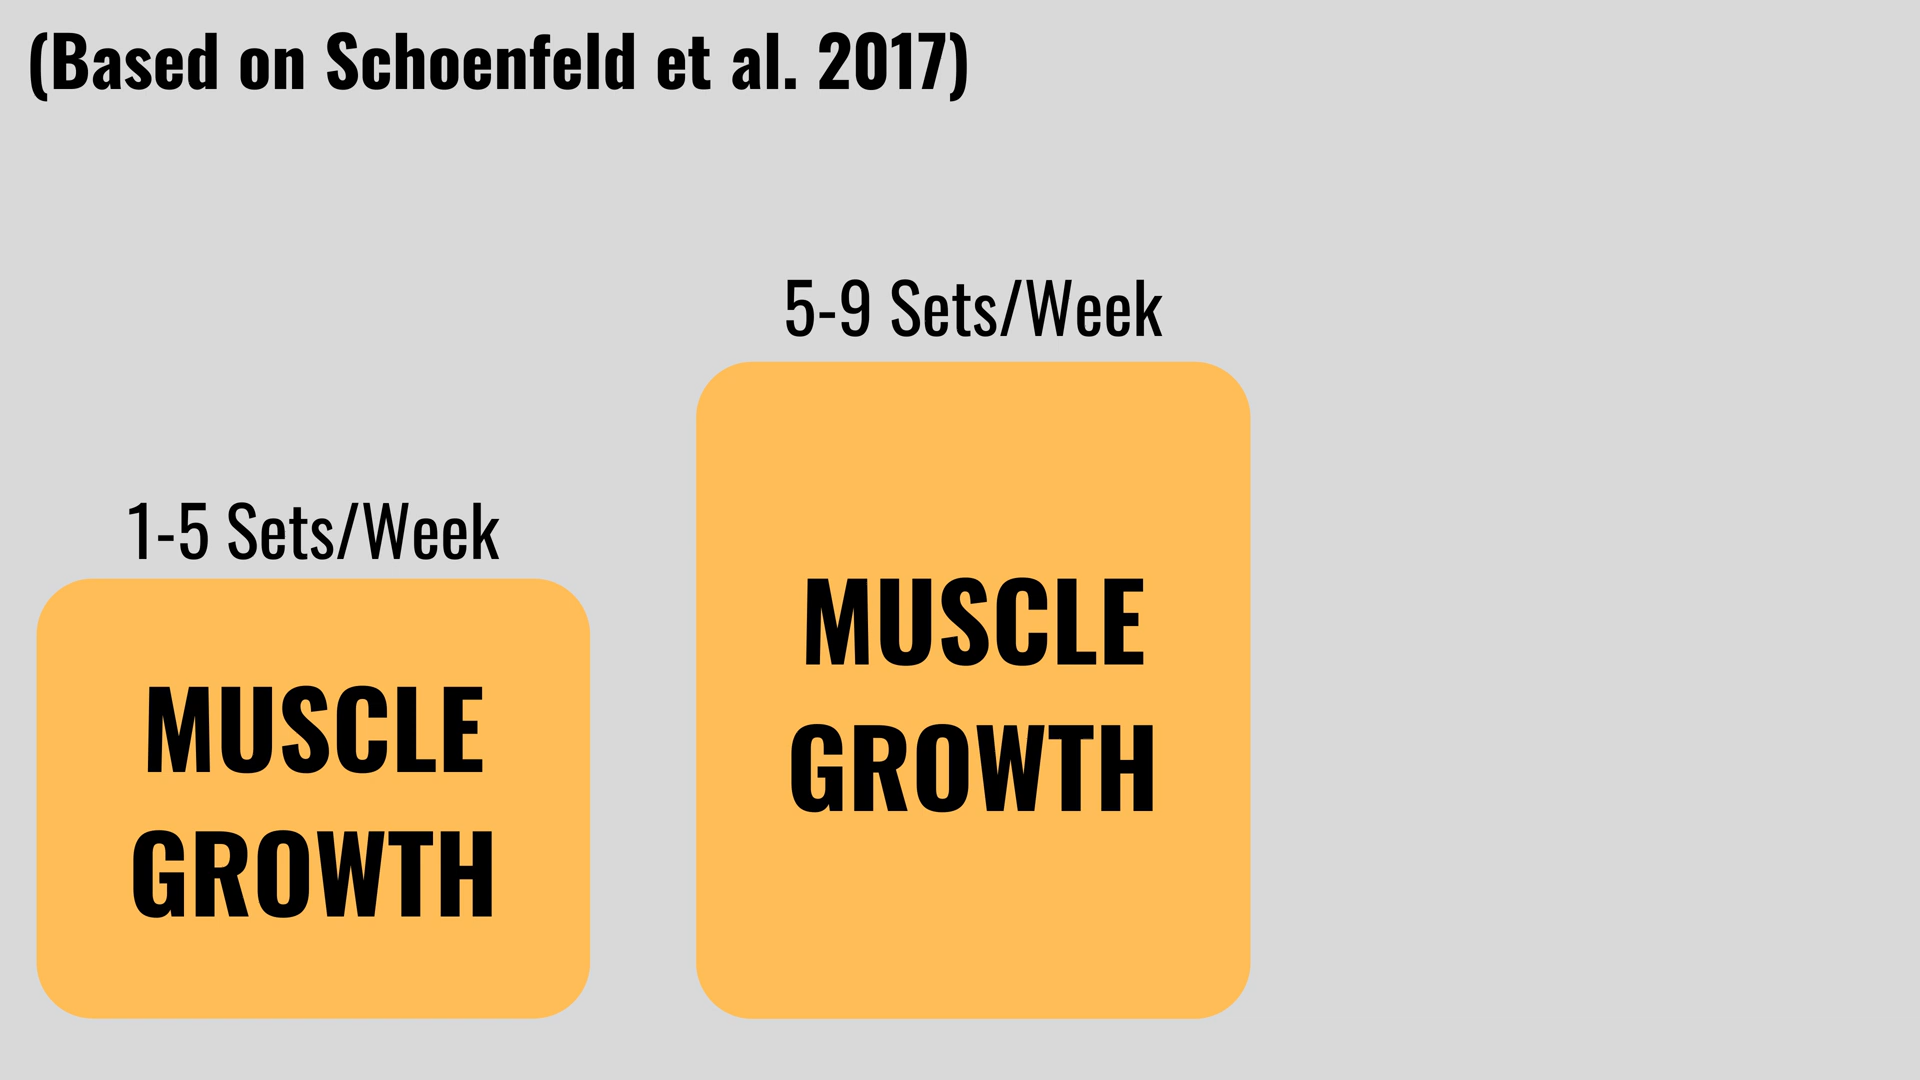 (Based on Schoenfeld et al. 2017)
5-9 Sets/Week
1-5 Sets/Week
MUSCLE
GROWTH
MUSCLE
GROWTH